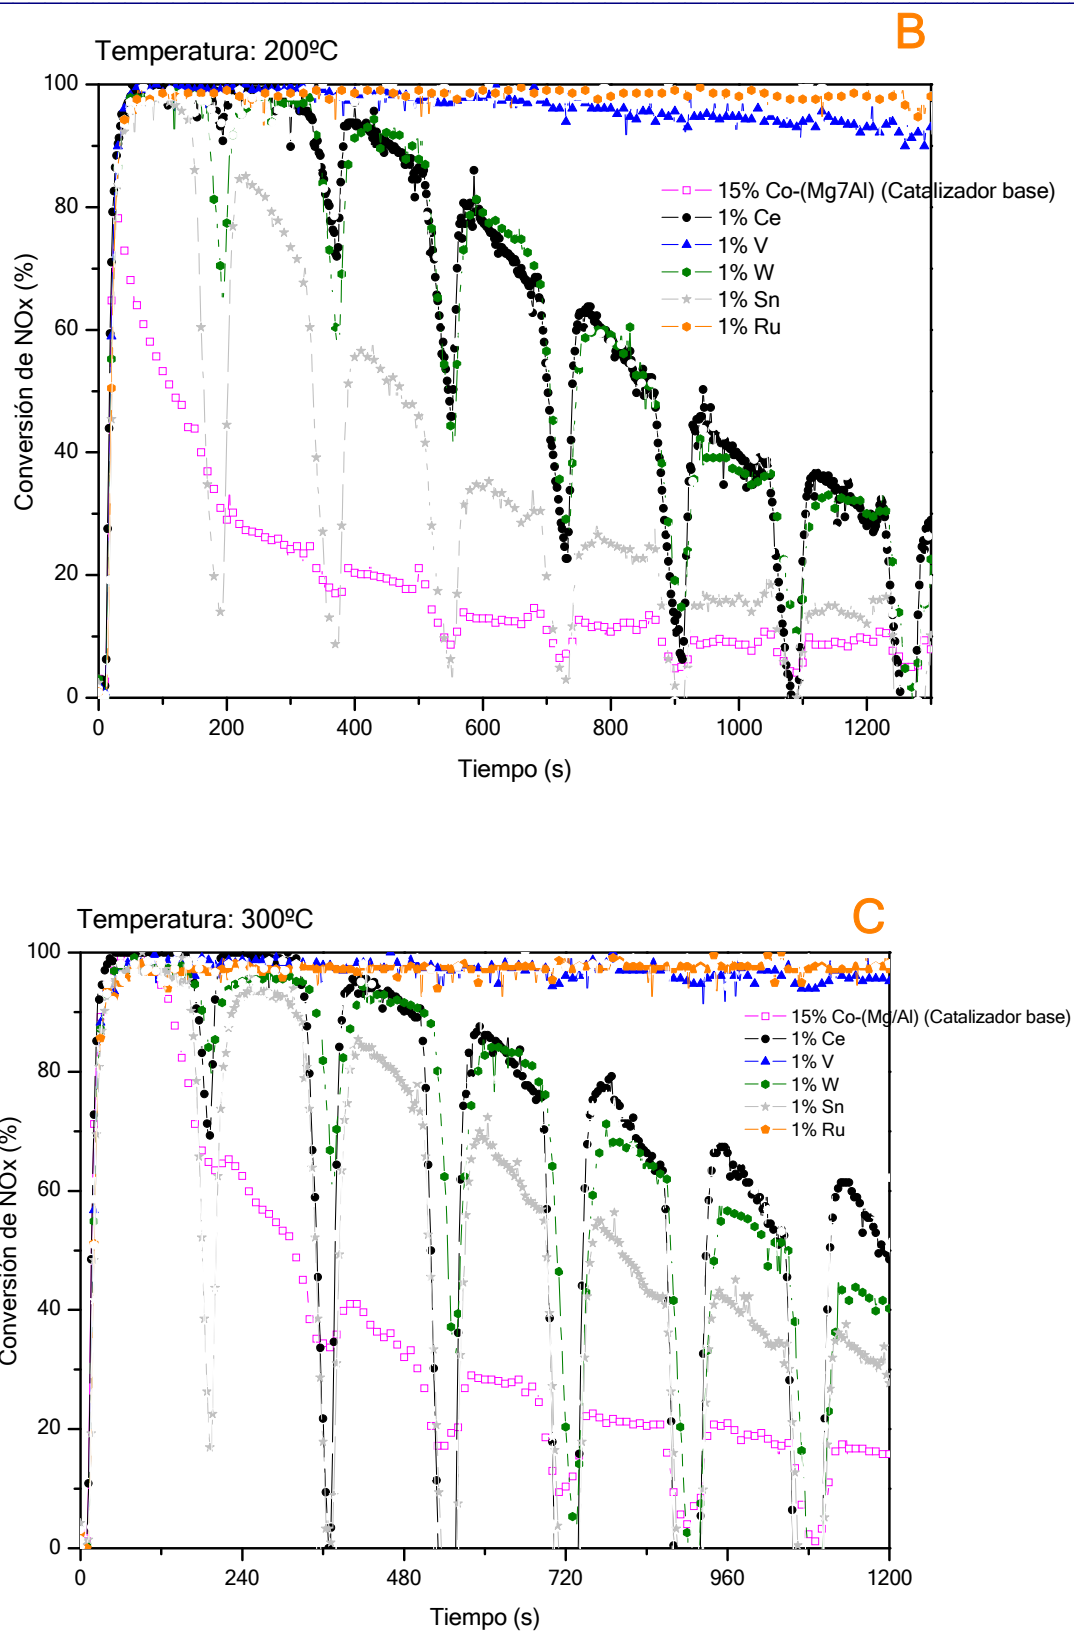 B
Temperatura: 200ºC
100
80
60
40
20
0
Conversión de NOx (%)
15% Co-(Mg7Al) (Catalizador base)
1% Ce
1% V
1% W
1% Sn
1% Ru
0 200 400 600 800 1000 1200
Tiempo (s)
C
Temperatura: 300ºC
100
80
60
40
20
0
Conversión de NOx (%)
15% Co-(Mg/Al) (Catalizador base)
1% Ce
1% V
1% W
1% Sn
1% Ru
0 240 480 720 960 1200
Tiempo (s)